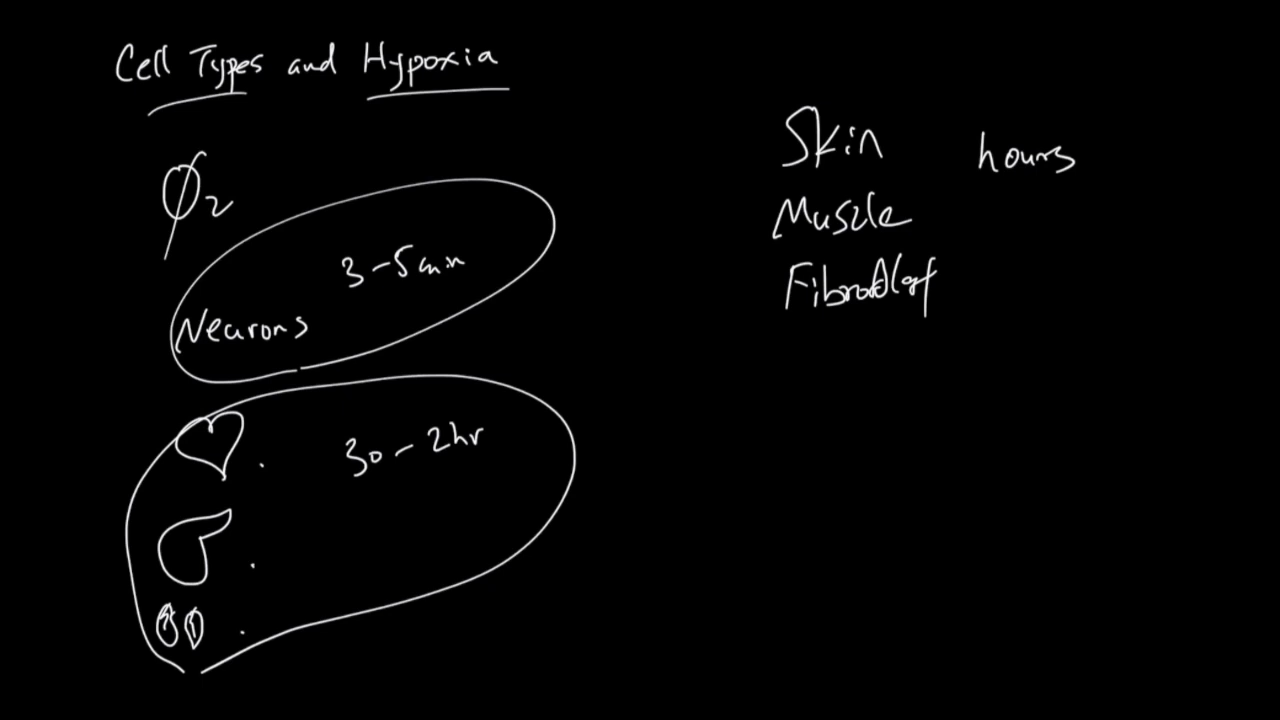 Cell Types and Hypoxia
Ø2
3-5min
Neurons
30-2hr
Skin hours
Muscle